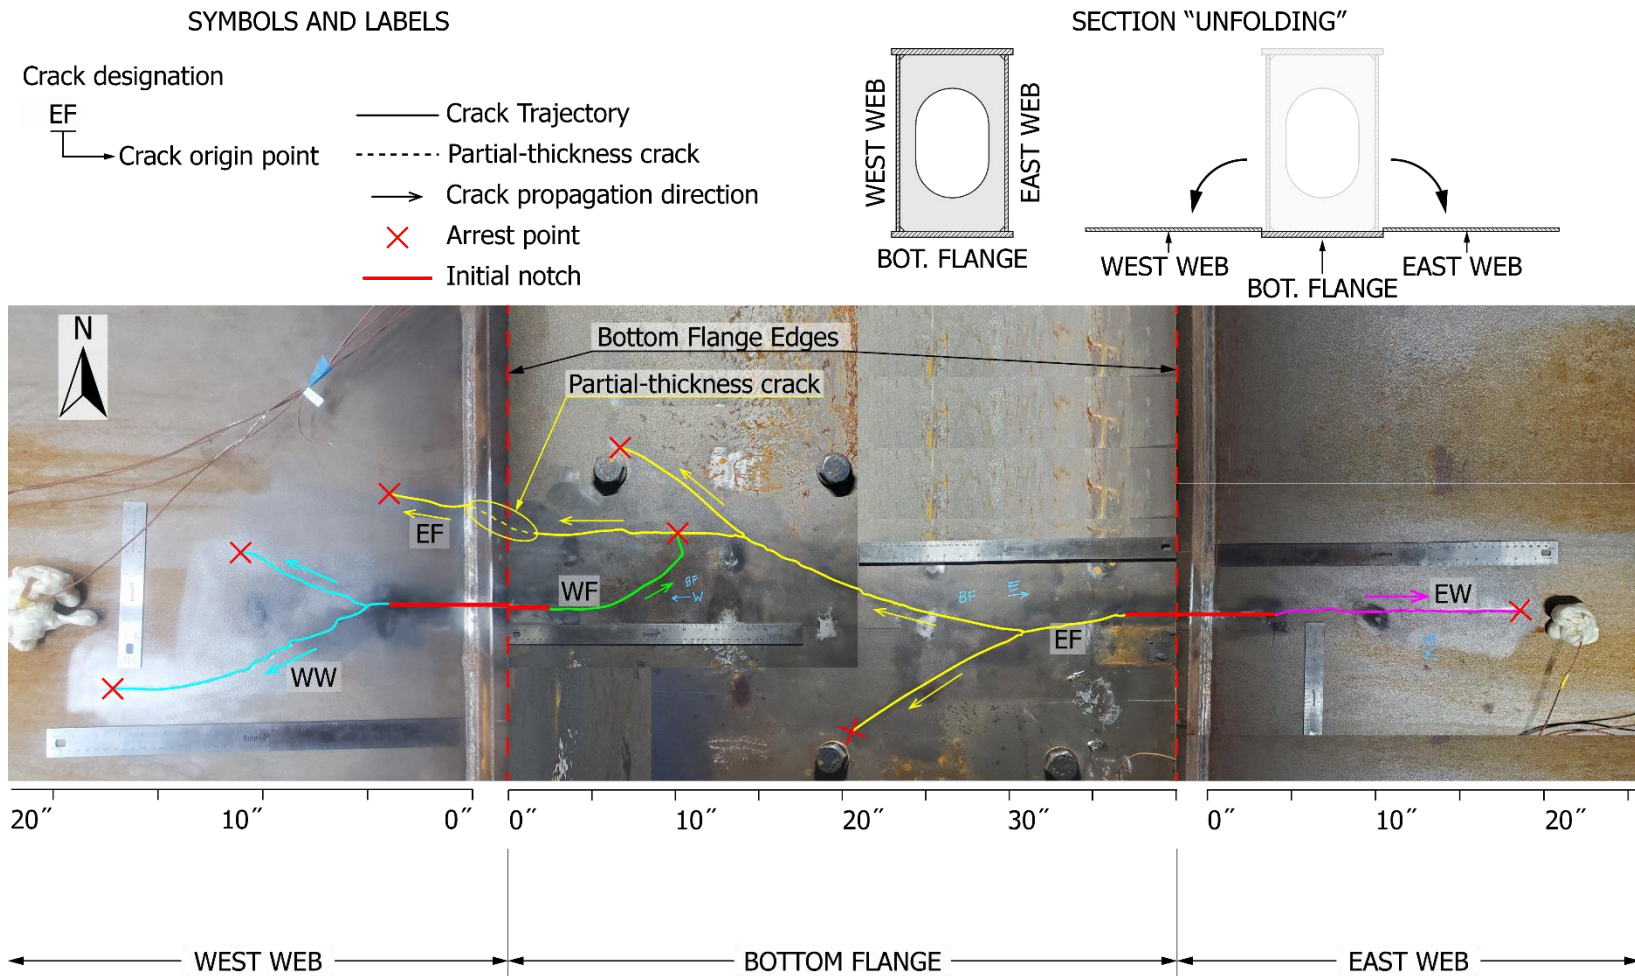 SYMBOLS AND LABELS
SECTION “UNFOLDING”
Crack designation
EF
Crack origin point
Crack Trajectory
Partial-thickness crack
Crack propagation direction
Arrest point
Initial notch
WEST WEB
EAST WEB
BOT. FLANGE
WEST WEB
EAST WEB
BOT. FLANGE
N
Bottom Flange Edges
Partial-thickness crack
EF
WF
BF
W
BF
E
EF
EW
WW
20″
10″
0″
0″
10″
20″
30″
0″
10″
20″
WEST WEB
BOTTOM FLANGE
EAST WEB